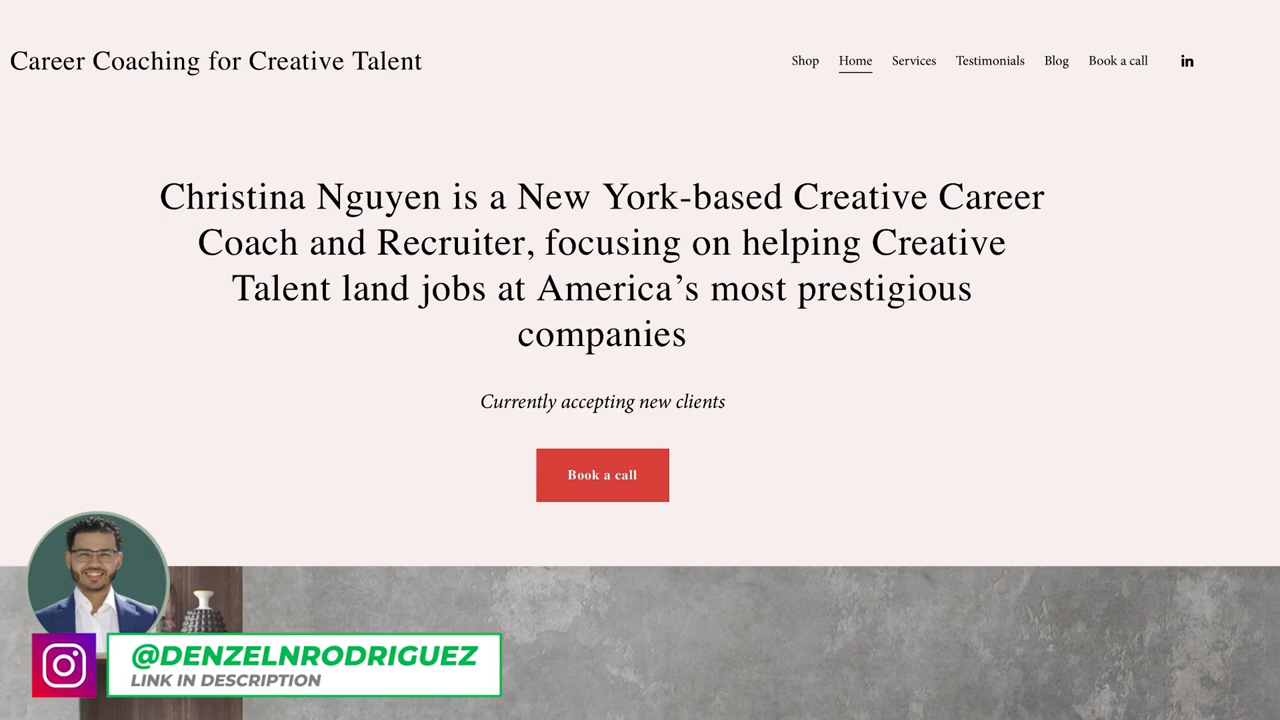 Career Coaching for Creative Talent
Shop Home Services Testimonials Blog Book a call in
Christina Nguyen is a New York-based Creative Career
Coach and Recruiter, focusing on helping Creative
Talent land jobs at America’s most prestigious
companies
Currently accepting new clients
Book a call
@DENZELNRODRIGUEZ
LINK IN DESCRIPTION